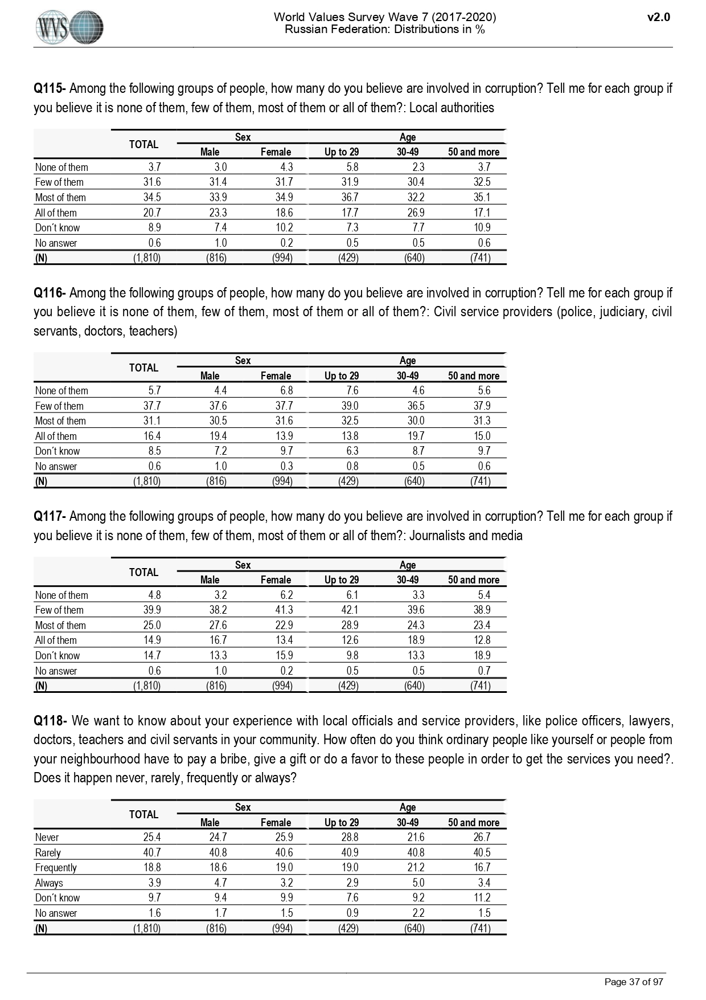 WVS
World Values Survey Wave 7 (2017-2020)
Russian Federation: Distributions in %
v2.0
Q115- Among the following groups of people, how many do you believe are involved in corruption? Tell me for each group if
you believe it is none of them, few of them, most of them or all of them?: Local authorities
TOTAL Sex Age
Male Female Up to 29 30-49 50 and more
None of them 3.7 3.0 4.3 5.8 2.3 3.7
Few of them 31.6 31.4 31.7 31.9 30.4 32.5
Most of them 34.5 33.9 34.9 36.7 32.2 35.1
All of them 20.7 23.3 18.6 17.7 26.9 17.1
Don´t know 8.9 7.4 10.2 7.3 7.7 10.9
No answer 0.6 1.0 0.2 0.5 0.5 0.6
(N) (1,810) (816) (994) (429) (640) (741)
Q116- Among the following groups of people, how many do you believe are involved in corruption? Tell me for each group if
you believe it is none of them, few of them, most of them or all of them?: Civil service providers (police, judiciary, civil
servants, doctors, teachers)
TOTAL Sex Age
Male Female Up to 29 30-49 50 and more
None of them 5.7 4.4 6.8 7.6 4.6 5.6
Few of them 37.7 37.6 37.7 39.0 36.5 37.9
Most of them 31.1 30.5 31.6 32.5 30.0 31.3
All of them 16.4 19.4 13.9 13.8 19.7 15.0
Don´t know 8.5 7.2 9.7 6.3 8.7 9.7
No answer 0.6 1.0 0.3 0.8 0.5 0.6
(N) (1,810) (816) (994) (429) (640) (741)
Q117- Among the following groups of people, how many do you believe are involved in corruption? Tell me for each group if
you believe it is none of them, few of them, most of them or all of them?: Journalists and media
TOTAL Sex Age
Male Female Up to 29 30-49 50 and more
None of them 4.8 3.2 6.2 6.1 3.3 5.4
Few of them 39.9 38.2 41.3 42.1 39.6 38.9
Most of them 25.0 27.6 22.9 28.9 24.3 23.4
All of them 14.9 16.7 13.4 12.6 18.9 12.8
Don´t know 14.7 13.3 15.9 9.8 13.3 18.9
No answer 0.6 1.0 0.2 0.5 0.5 0.7
(N) (1,810) (816) (994) (429) (640) (741)
Q118- We want to know about your experience with local officials and service providers, like police officers, lawyers,
doctors, teachers and civil servants in your community. How often do you think ordinary people like yourself or people from
your neighbourhood have to pay a bribe, give a gift or do a favor to these people in order to get the services you need?.
Does it happen never, rarely, frequently or always?
TOTAL Sex Age
Male Female Up to 29 30-49 50 and more
Never 25.4 24.7 25.9 28.8 21.6 26.7
Rarely 40.7 40.8 40.6 40.9 40.8 40.5
Frequently 18.8 18.6 19.0 19.0 21.2 16.7
Always 3.9 4.7 3.2 2.9 5.0 3.4
Don´t know 9.7 9.4 9.9 7.6 9.2 11.2
No answer 1.6 1.7 1.5 0.9 2.2 1.5
(N) (1,810) (816) (994) (429) (640) (741)
Page 37 of 97